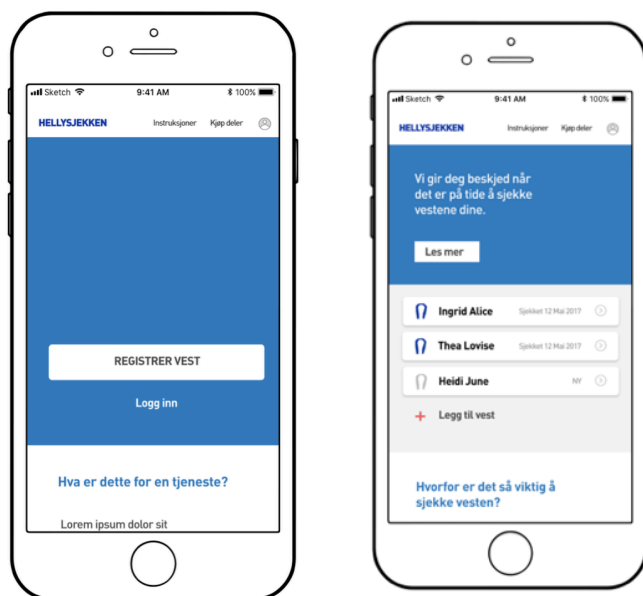 Sketch 9:41 AM 100%
HELLYSJEKKEN Instruksjoner Kjøp deler
REGISTRER VEST
Logg inn
Hva er dette for en tjeneste?
Lorem ipsum dolor sit
Sketch 9:41 AM 100%
HELLYSJEKKEN Instruksjoner Kjøp deler
Vi gir deg beskjed når
det er på tide å sjekke
vestene dine.
Les mer
Ingrid Alice Sjekket 12 Mai 2017
Thea Lovise Sjekket 12 Mai 2017
Heidi June NY
+ Legg til vest
Hvorfor er det så viktig å
sjekke vesten?